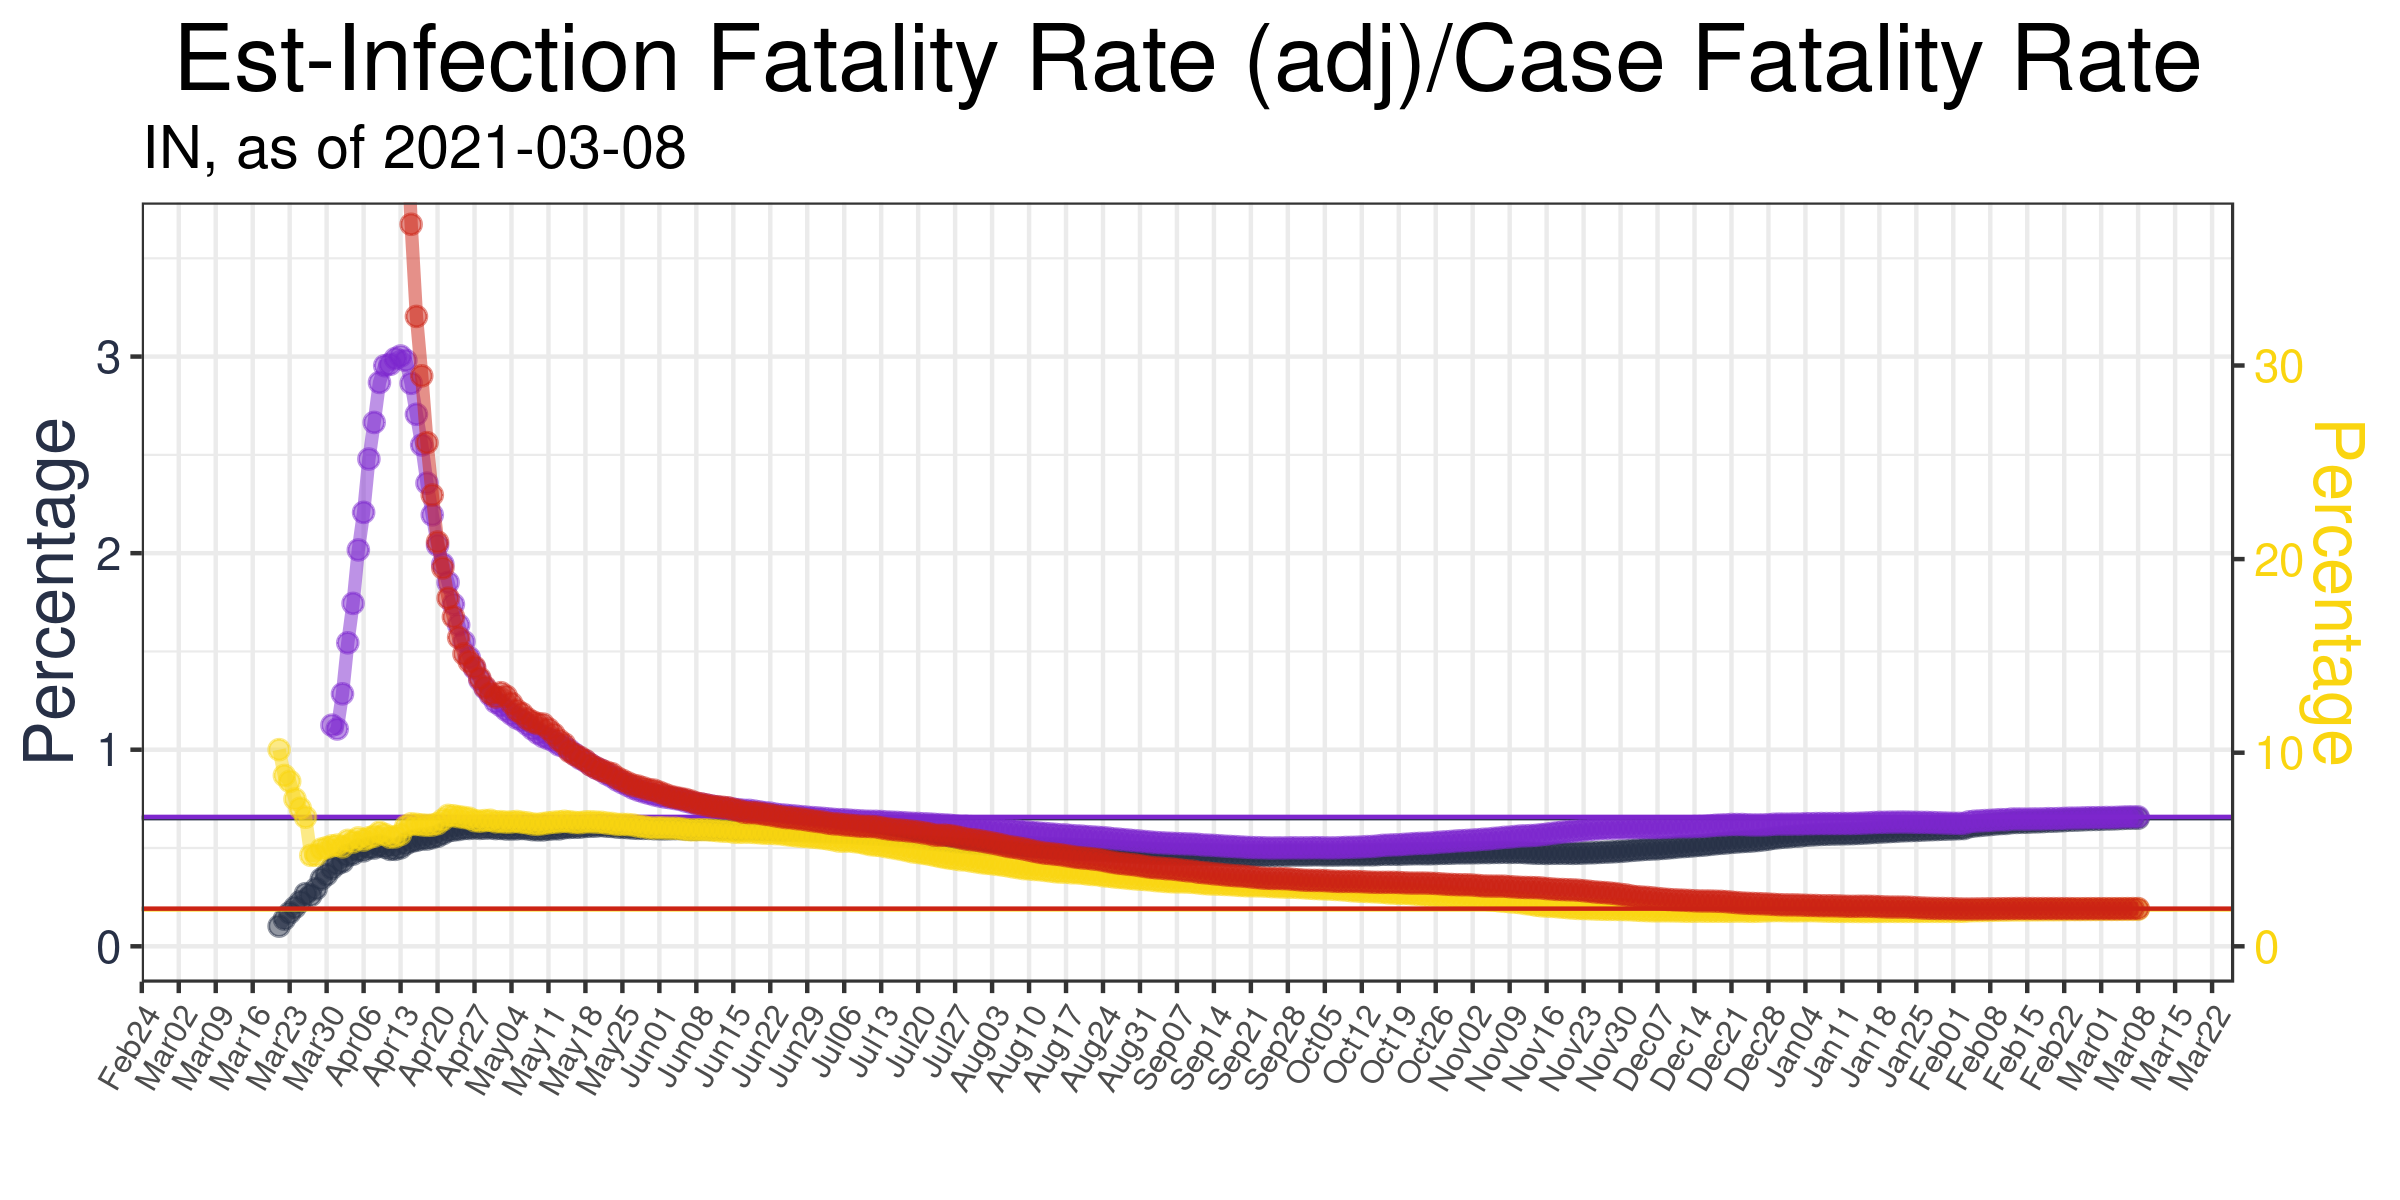 Est-Infection Fatality Rate (adj)/Case Fatality Rate
IN, as of 2021-03-08
Percentage
3
2
1
0
30
20
10
0
Percentage
Feb24
Mar02
Mar09
Mar16
Mar23
Mar30
Apr06
Apr13
Apr20
Apr27
May04
May11
May18
May25
Jun01
Jun08
Jun15
Jun22
Jun29
Jul06
Jul13
Jul20
Jul27
Aug03
Aug10
Aug17
Aug24
Aug31
Sep07
Sep14
Sep21
Sep28
Oct05
Oct12
Oct19
Oct26
Nov02
Nov09
Nov16
Nov23
Nov30
Dec07
Dec14
Dec21
Dec28
Jan04
Jan11
Jan18
Jan25
Feb01
Feb08
Feb15
Feb22
Mar01
Mar08
Mar15
Mar22